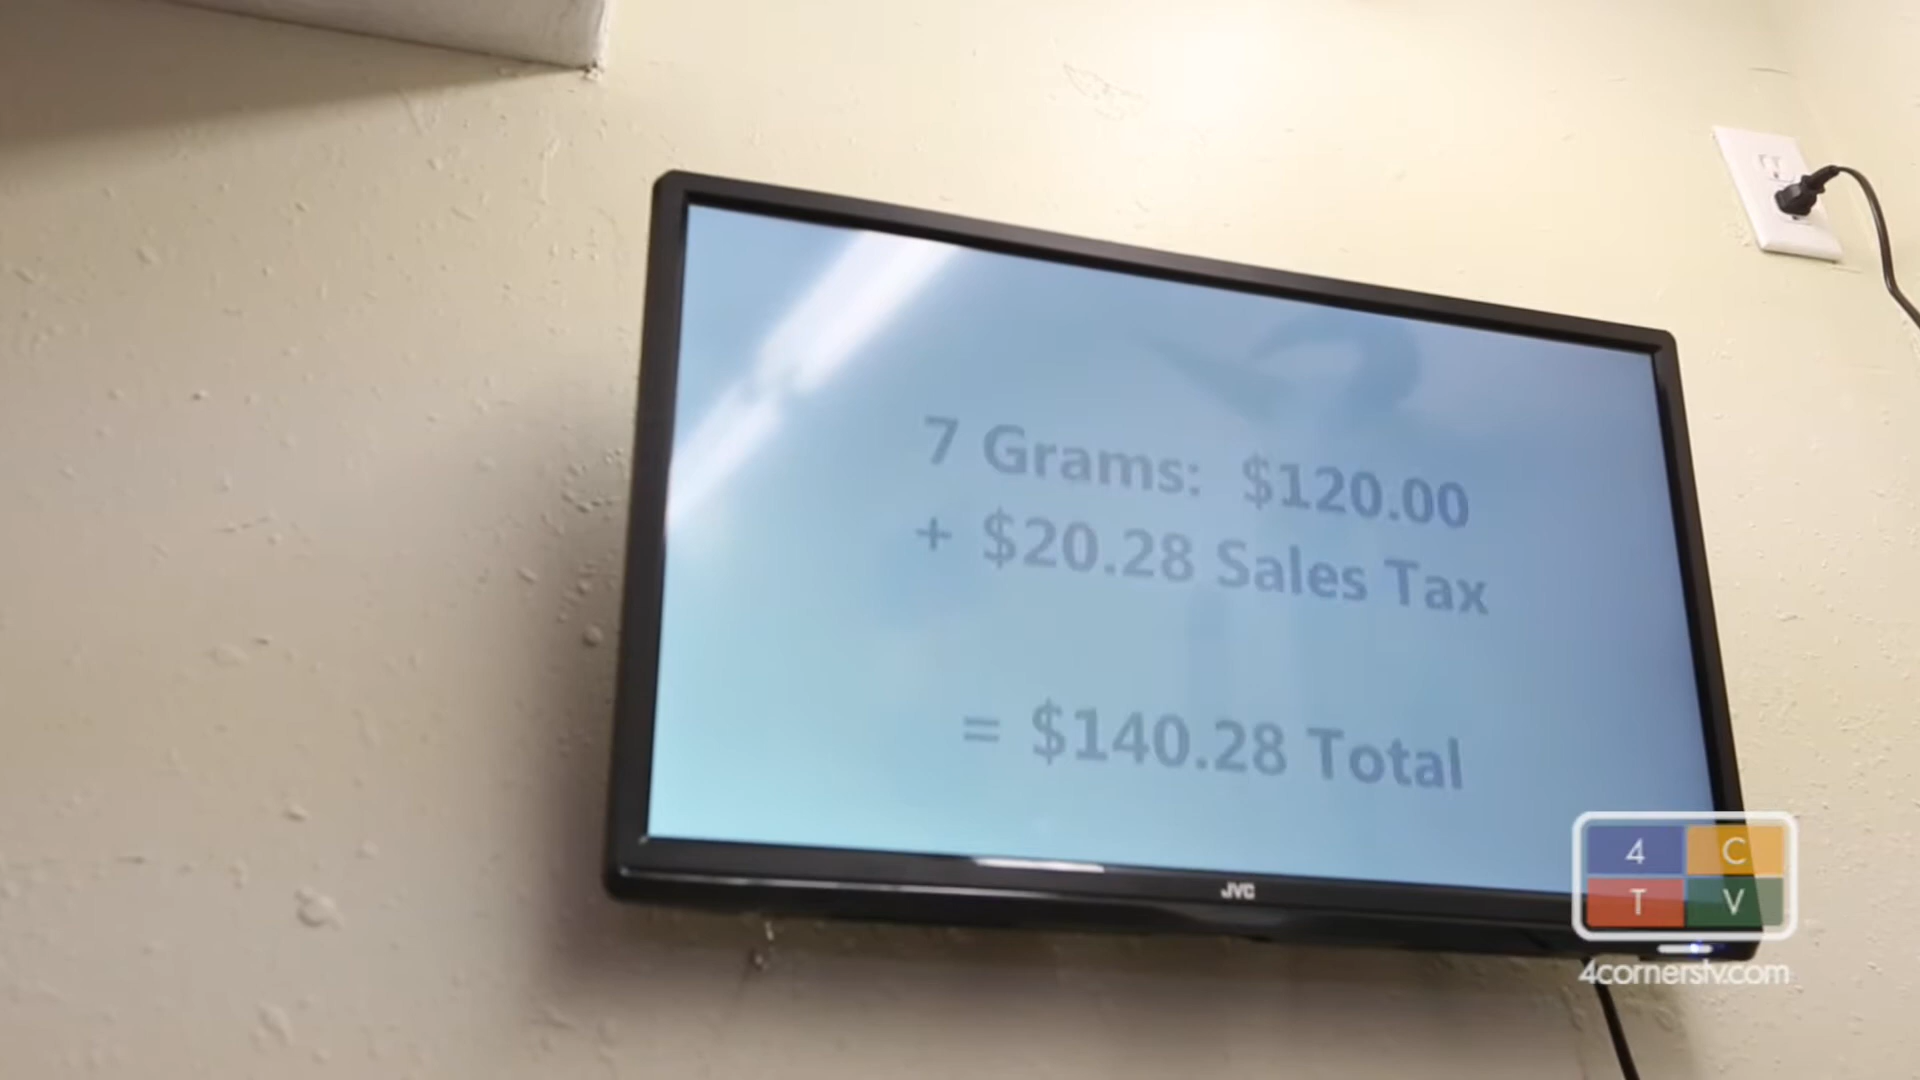 7 Grams: $120.00
+ $20.28 Sales Tax
= $140.28 Total
JVC
4 C
T V
4cornerstv.com